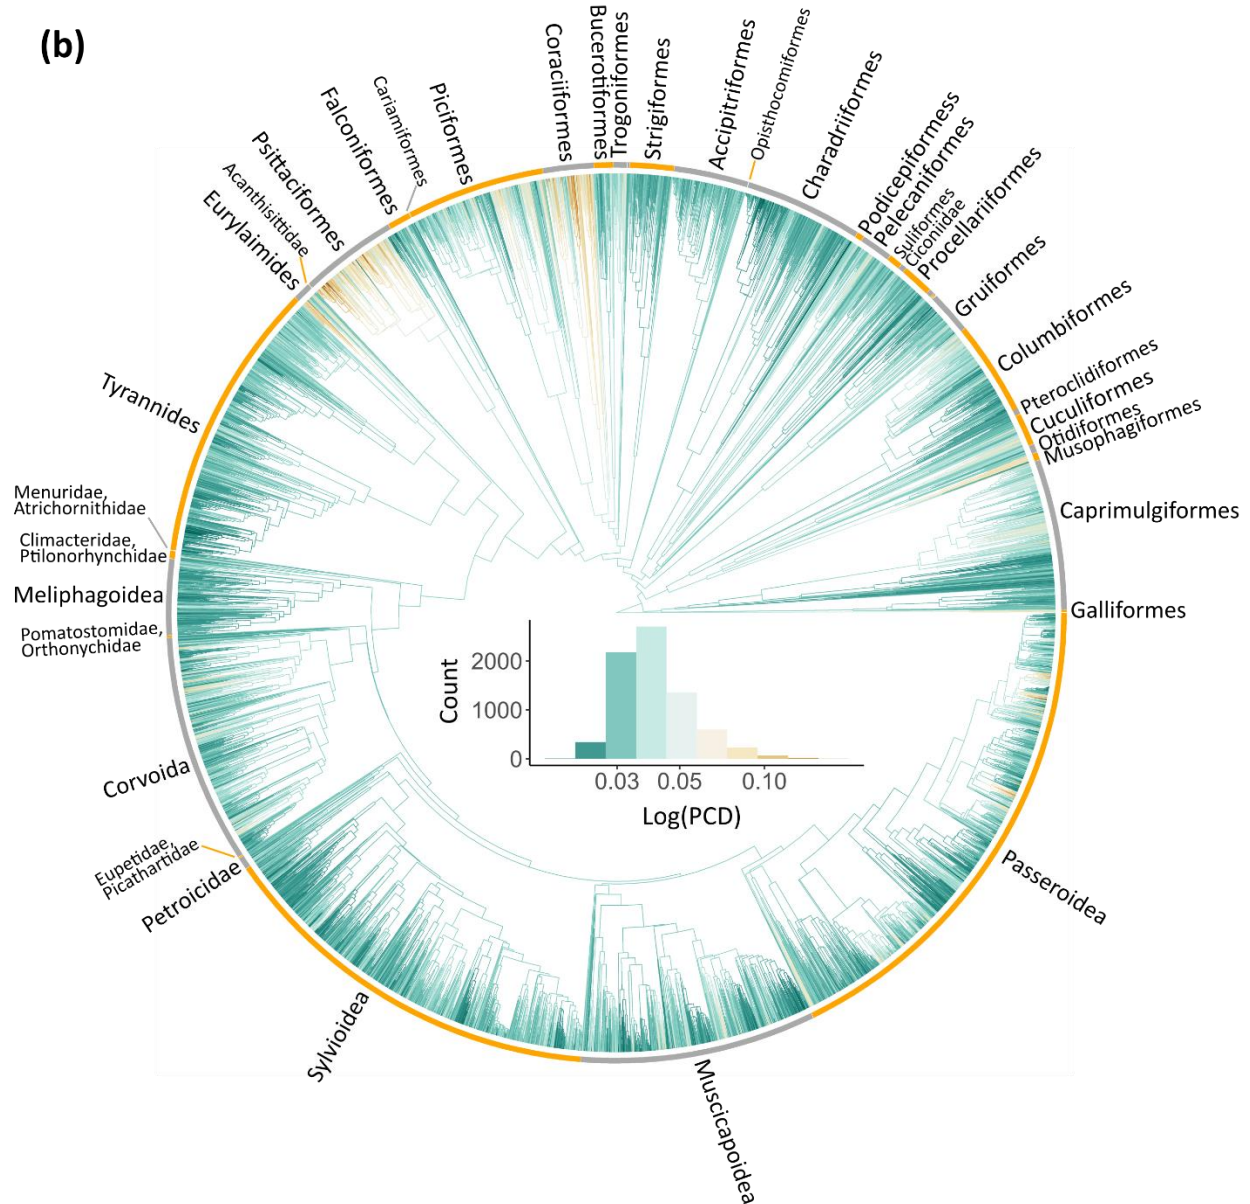 (b)
Cariamiformes
Falconiformes
Piciformes
Coraciiformes
Bucerotiformes
Trogoniformes
Strigiformes
Accipitriformes
Opisthocomiformes
Charadriiformes
Podicepiformess
Pelecaniformes
Suliformes
Ciconiidae
Procellariiformes
Gruiformes
Columbiformes
Pteroclidiformes
Cuculiformes
Otidiformes
Musophagiformes
Caprimulgiformes
Galliformes
Passeroidea
Muscicapoidea
Sylvioidea
Petroicidae
Eupetidae,
Picathartidae
Corvoida
Pomatostomidae,
Orthonychidae
Meliphagoidea
Climacteridae,
Ptilonorhynchidae
Menuridae,
Atrichornithidae
Tyrannides
Eurylaimides
Acanthisittidae
Psittaciformes
Count
2000
1000
0
0.03 0.05 0.10
Log(PCD)